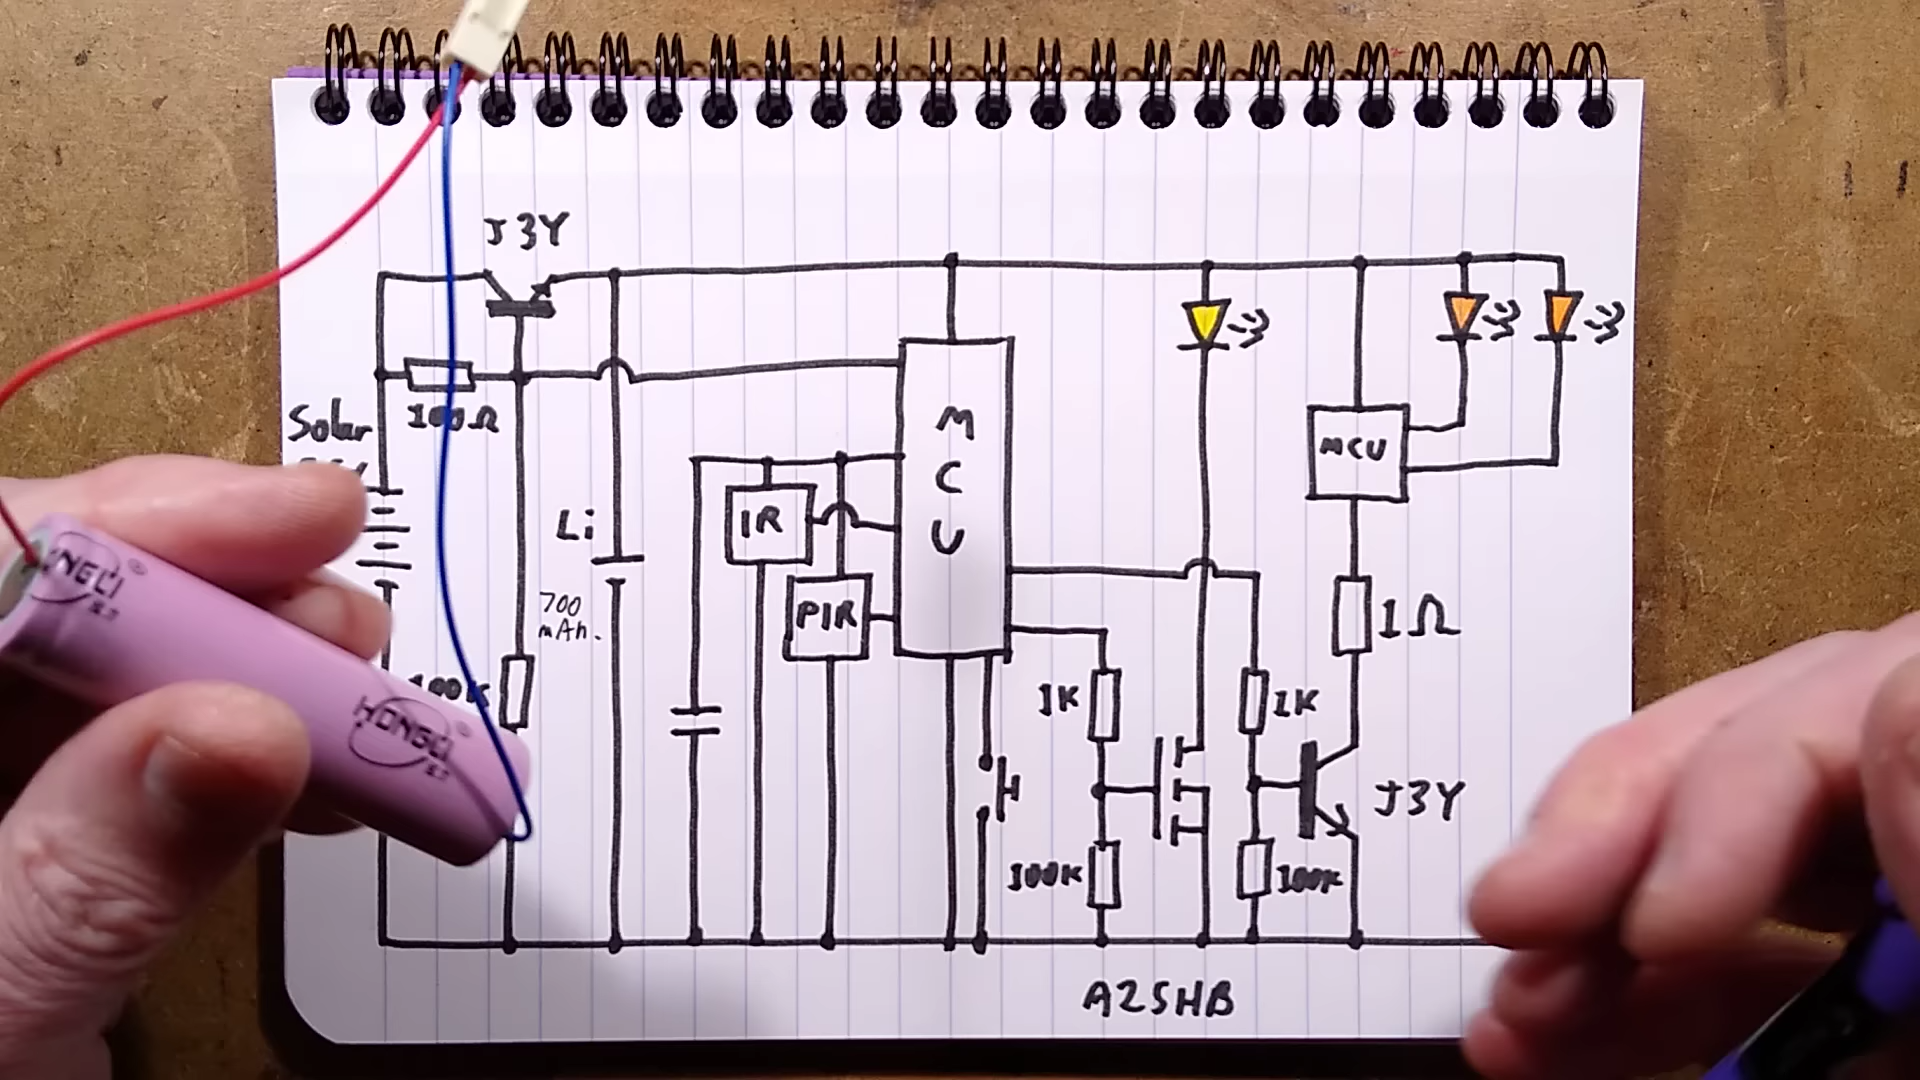 J3Y
100Ω
Solar
Li
700
mAh.
100K
IR
PIR
M
C
U
MCU
1Ω
1K
1K
J3Y
100K
100K
A2SHB
HONGLI
HONGLI